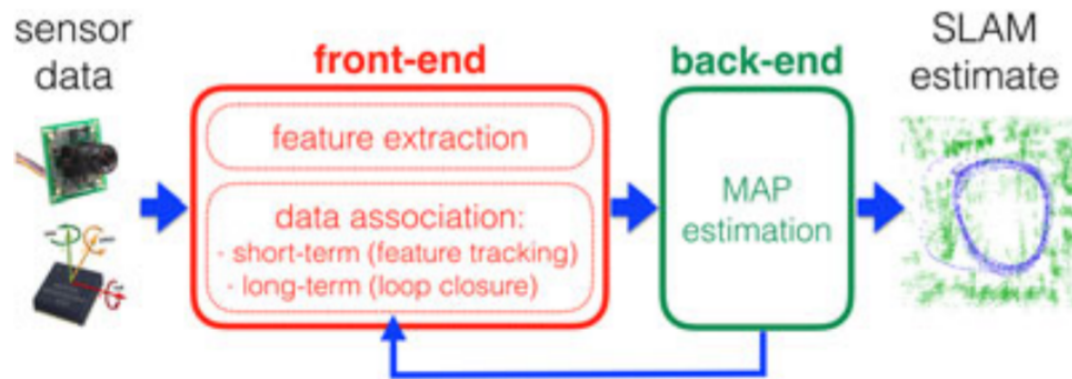 sensor
data
front-end
feature extraction
data association:
- short-term (feature tracking)
- long-term (loop closure)
back-end
MAP
estimation
SLAM
estimate